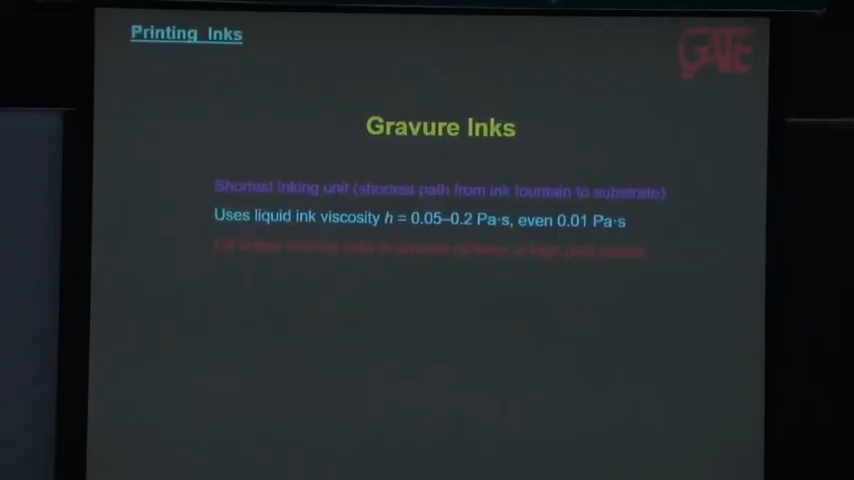 Printing Inks
GATE
Gravure Inks
Shortest inking unit (shortest path from ink fountain to substrate)
Uses liquid ink viscosity h = 0.05–0.2 Pa·s, even 0.01 Pa·s